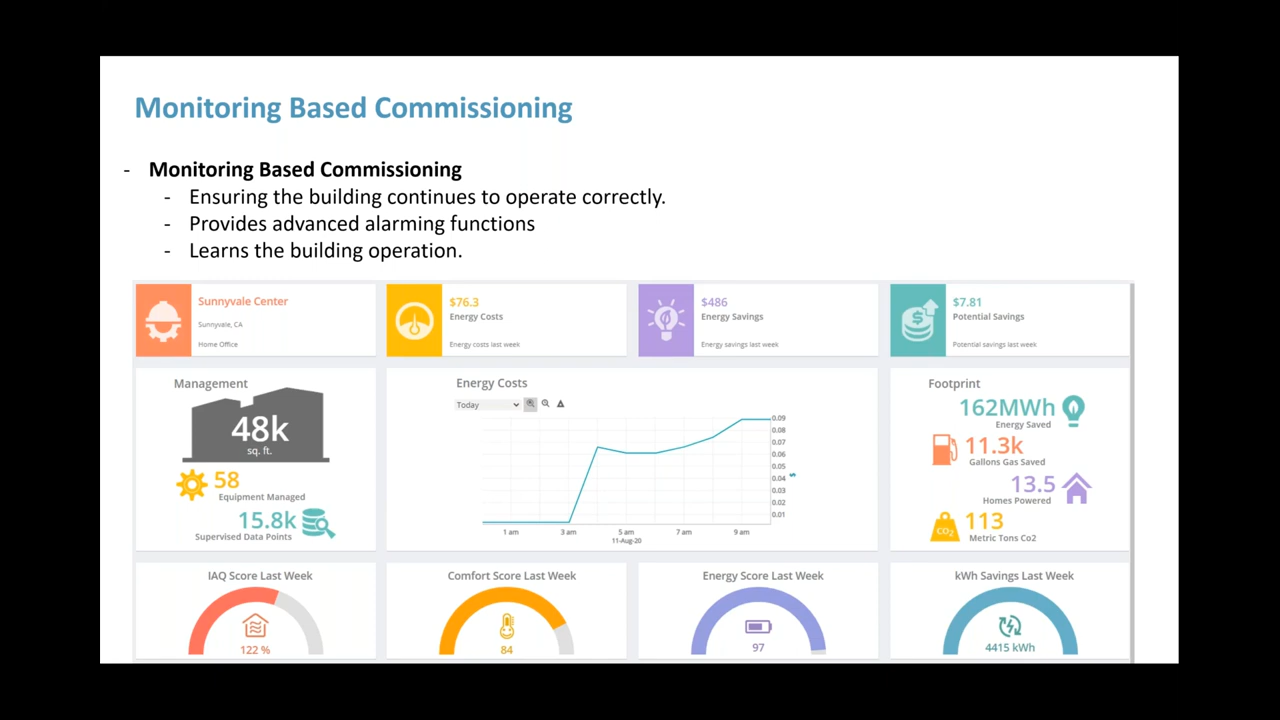 Monitoring Based Commissioning
- Monitoring Based Commissioning
- Ensuring the building continues to operate correctly.
- Provides advanced alarming functions
- Learns the building operation.
Sunnyvale Center
Sunnyvale, CA
Home Office
$76.3
Energy Costs
Energy costs last week
$486
Energy Savings
Energy savings last week
$7.81
Potential Savings
Potential savings last week
Management
48k
sq. ft.
58
Equipment Managed
15.8k
Supervised Data Points
Energy Costs
Today
0.09
0.08
0.07
0.06
0.05
0.04
0.03
0.02
0.01
$
1 am
3 am
5 am
7 am
9 am
11-Aug-20
Footprint
162MWh
Energy Saved
11.3k
Gallons Gas Saved
13.5
Homes Powered
CO2
113
Metric Tons Co2
IAQ Score Last Week
122 %
Comfort Score Last Week
84
Energy Score Last Week
97
kWh Savings Last Week
4415 kWh